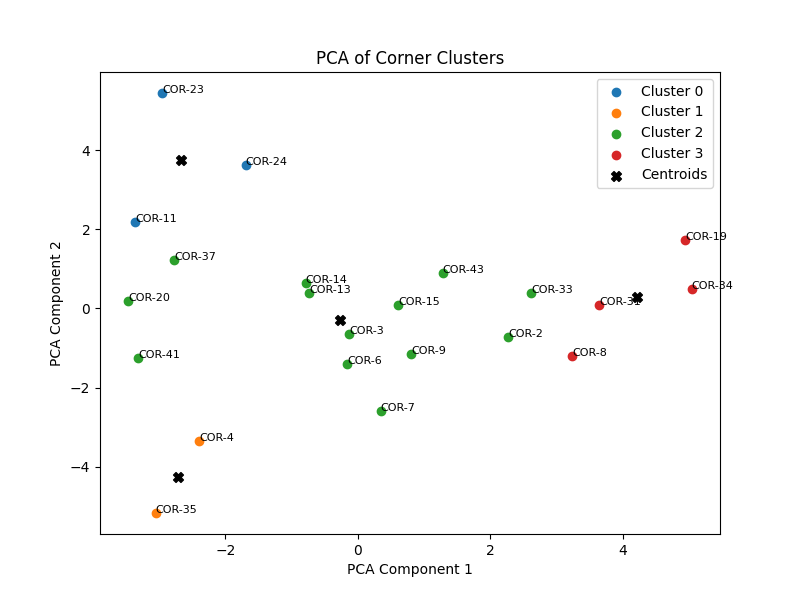 PCA of Corner Clusters
Cluster 0
Cluster 1
Cluster 2
Cluster 3
Centroids
COR-23
COR-24
COR-11
COR-37
COR-20
COR-41
COR-14
COR-13
COR-43
COR-15
COR-33
COR-3
COR-2
COR-6
COR-9
COR-7
COR-19
COR-34
COR-31
COR-8
COR-4
COR-35
PCA Component 2
4
2
0
−2
−4
−2
0
2
4
PCA Component 1